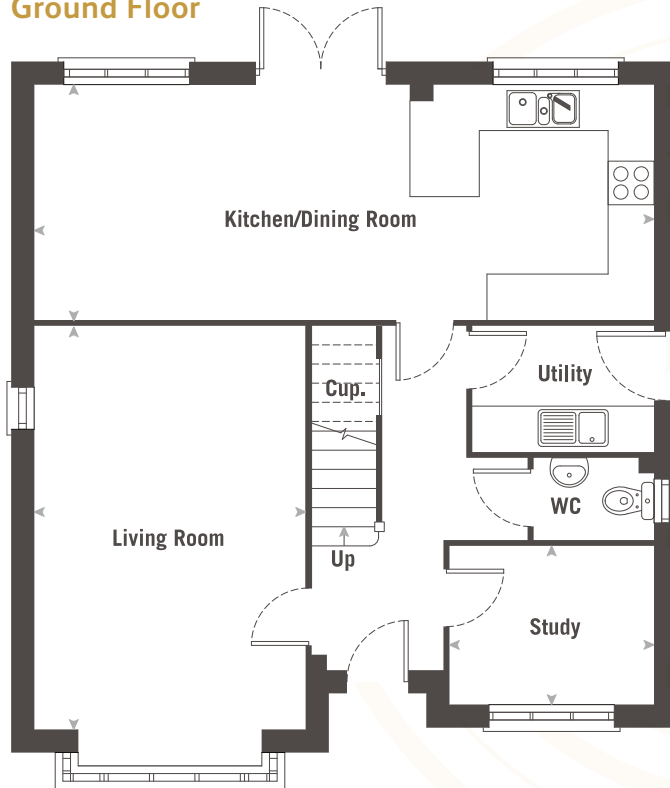 Ground Floor
Kitchen/Dining Room
Cup.
Utility
WC
Living Room
Up
Study